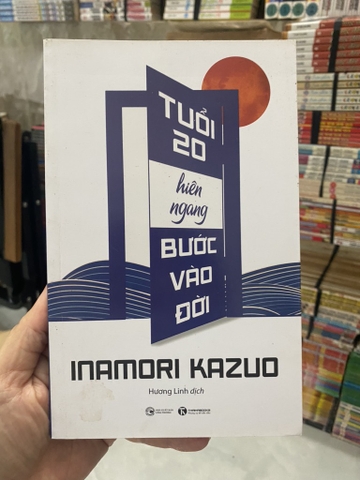 TUỔI
20
hiên
ngang
BƯỚC
VÀO
ĐỜI
INAMORI KAZUO
Hương Linh dịch